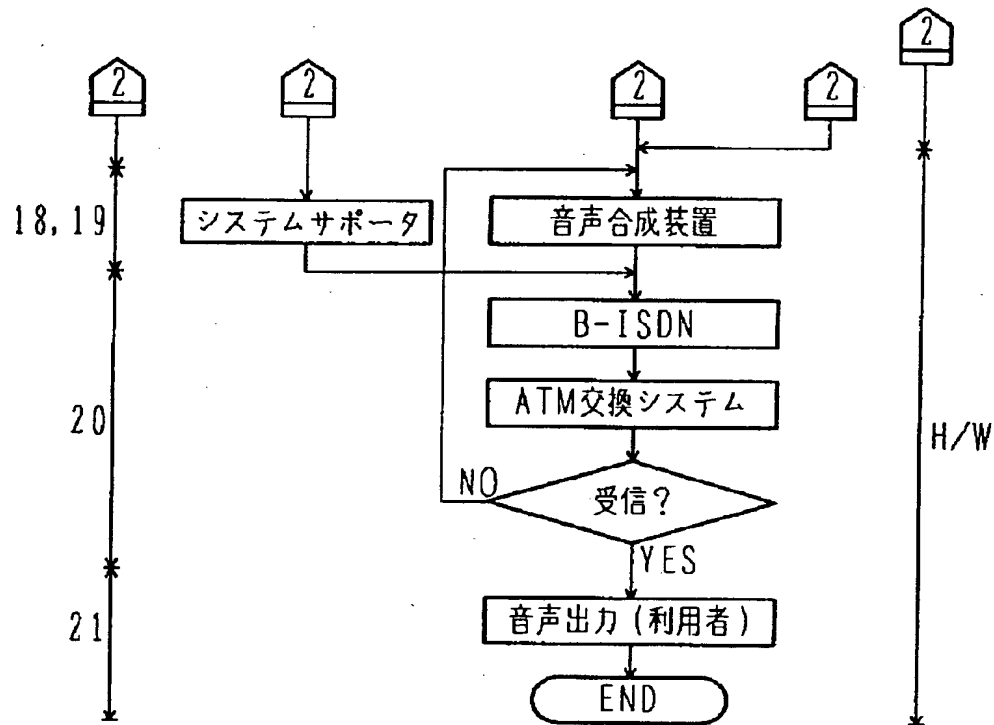 2
2
2
2
2
18,19
システムサポータ
音声合成装置
B-ISDN
20
ATM交換システム
H/W
NO
受信?
YES
21
音声出力(利用者)
END